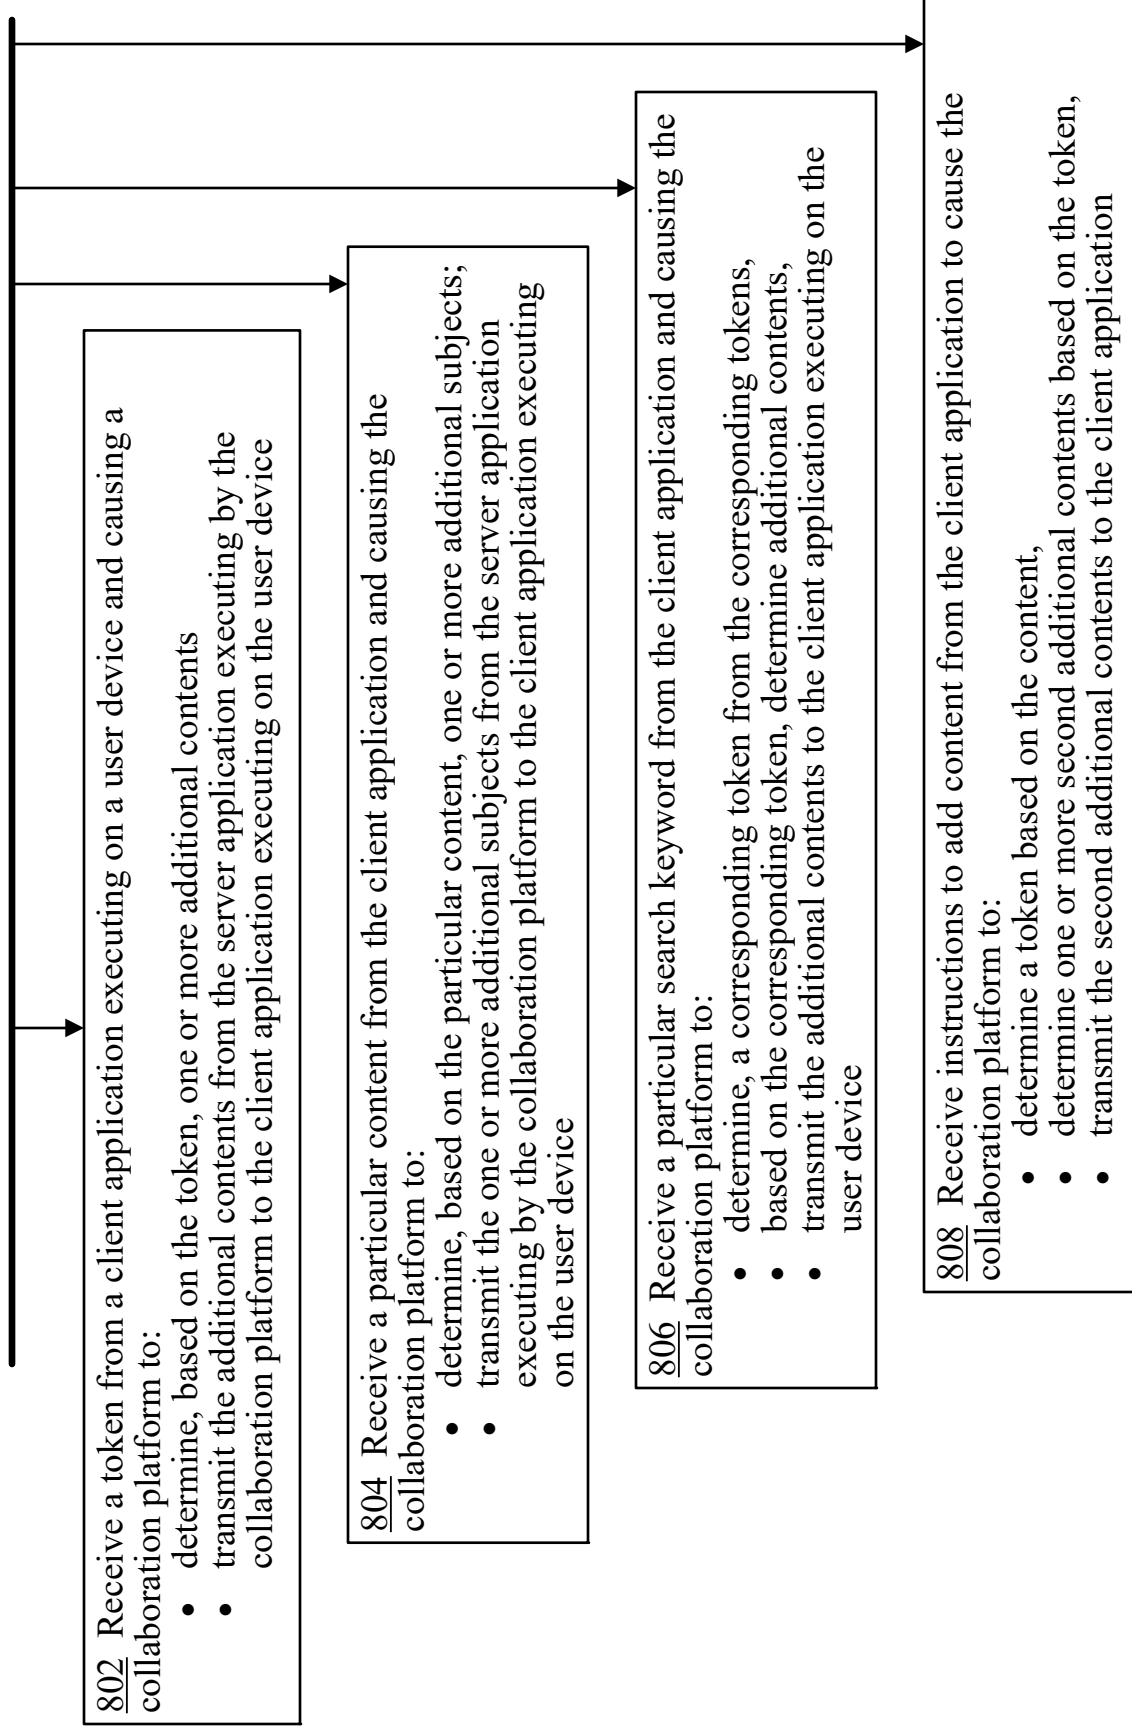 802 Receive a token from a client application executing on a user device and causing a
collaboration platform to:
• determine, based on the token, one or more additional contents
• transmit the additional contents from the server application executing by the
collaboration platform to the client application executing on the user device
804 Receive a particular content from the client application and causing the
collaboration platform to:
• determine, based on the particular content, one or more additional subjects;
• transmit the one or more additional subjects from the server application
executing by the collaboration platform to the client application executing
on the user device
806 Receive a particular search keyword from the client application and causing the
collaboration platform to:
• determine, a corresponding token from the corresponding tokens,
• based on the corresponding token, determine additional contents,
• transmit the additional contents to the client application executing on the
user device
808 Receive instructions to add content from the client application to cause the
collaboration platform to:
• determine a token based on the content,
• determine one or more second additional contents based on the token,
• transmit the second additional contents to the client application